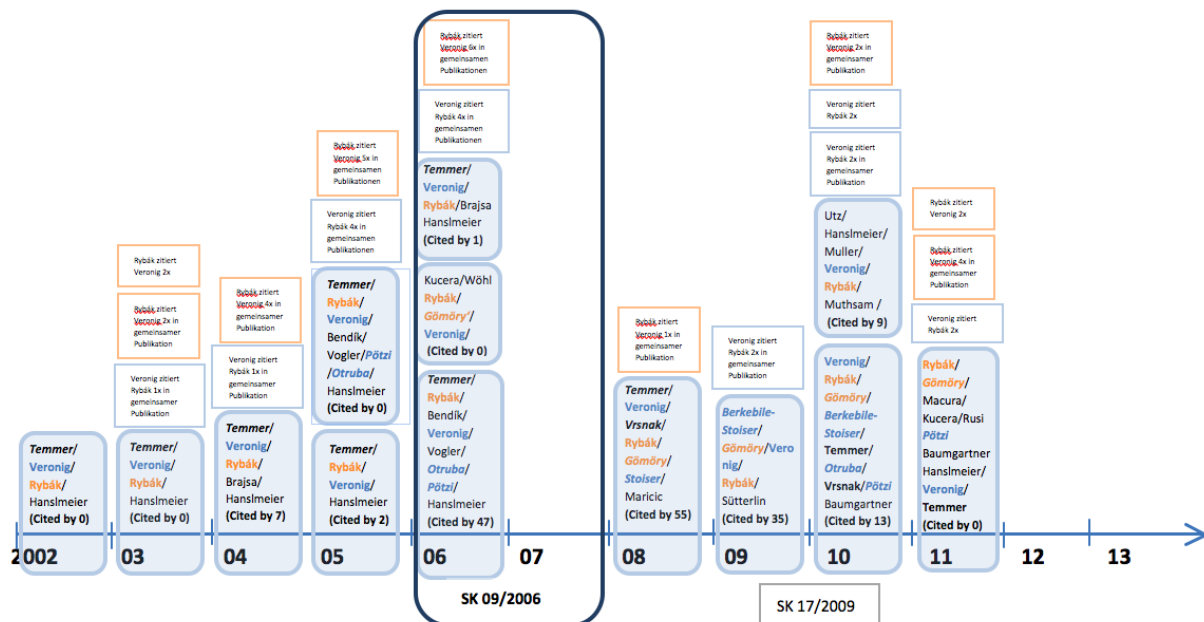 Temmer/
Veronig/
Rybák/
Hanslmeier
(Cited by 0)
2002
Rybák zitiert
Veronig 2x
Rybák zitiert
Veronig 2x in
gemeinsamer
Publikation
Veronig zitiert
Rybák 1x in
gemeinsamen
Publikationen
Temmer/
Veronig/
Rybák/
Hanslmeier
(Cited by 0)
03
Rybák zitiert
Veronig 4x in
gemeinsamer
Publikation
Veronig zitiert
Rybák 1x in
gemeinsamer
Publikation
Temmer/
Veronig/
Rybák/
Brajsa/
Hanslmeier
(Cited by 7)
04
Rybák zitiert
Veronig 5x in
gemeinsamen
Publikationen
Veronig zitiert
Rybák 4x in
gemeinsamen
Publikationen
Temmer/
Rybák/
Veronig/
Bendík/
Vogler/Pötzi
/Otruba/
Hanslmeier
(Cited by 0)
Temmer/
Rybák/
Veronig/
Hanslmeier
(Cited by 2)
05
Rybák zitiert
Veronig 6x in
gemeinsamen
Publikationen
Veronig zitiert
Rybák 4x in
gemeinsamen
Publikationen
Temmer/
Veronig/
Rybák/Brajsa
Hanslmeier
(Cited by 1)
Kucera/Wöhl
Rybák/
Gömöry'/
Veronig/
(Cited by 0)
Temmer/
Rybák/
Bendík/
Veronig/
Vogler/
Otruba/
Pötzi/
Hanslmeier
(Cited by 47)
06
07
SK 09/2006
Rybák zitiert
Veronig 1x in
gemeinsamer
Publikation
Temmer/
Veronig/
Vrsnak/
Rybák/
Gömöry/
Stoiser/
Maricic
(Cited by 55)
08
Veronig zitiert
Rybák 2x in
gemeinsamer
Publikation
Berkebile-
Stoiser/
Gömöry/Vero
nig/
Rybák/
Sütterlin
(Cited by 35)
09
Rybák zitiert
Veronig 2x in
gemeinsamer
Publikation
Veronig zitiert
Rybák 2x
Veronig zitiert
Rybák 2x in
gemeinsamer
Publikation
Utz/
Hanslmeier/
Muller/
Veronig/
Rybák/
Muthsam /
(Cited by 9)
Veronig/
Rybák/
Gömöry/
Berkebile-
Stoiser/
Temmer/
Otruba/
Vrsnak/Pötzi
Baumgartner
(Cited by 13)
10
Rybák zitiert
Veronig 2x
Rybák zitiert
Veronig 4x in
gemeinsamer
Publikation
Veronig zitiert
Rybák 2x
Rybák/
Gömöry/
Macura/
Kucera/Rusi
Pötzi
Baumgartner
Hanslmeier/
Veronig/
Temmer
(Cited by 0)
11
12
13
SK 17/2009